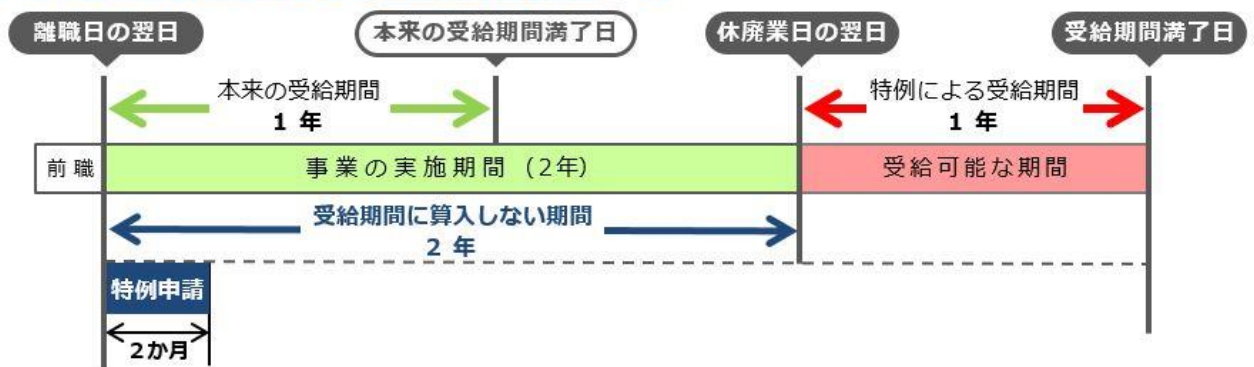 離職日の翌日
本来の受給期間満了日
休廃業日の翌日
受給期間満了日
本来の受給期間
1 年
特例による受給期間
1 年
前職
事業の実施期間（2年）
受給可能な期間
受給期間に算入しない期間
2 年
特例申請
2か月